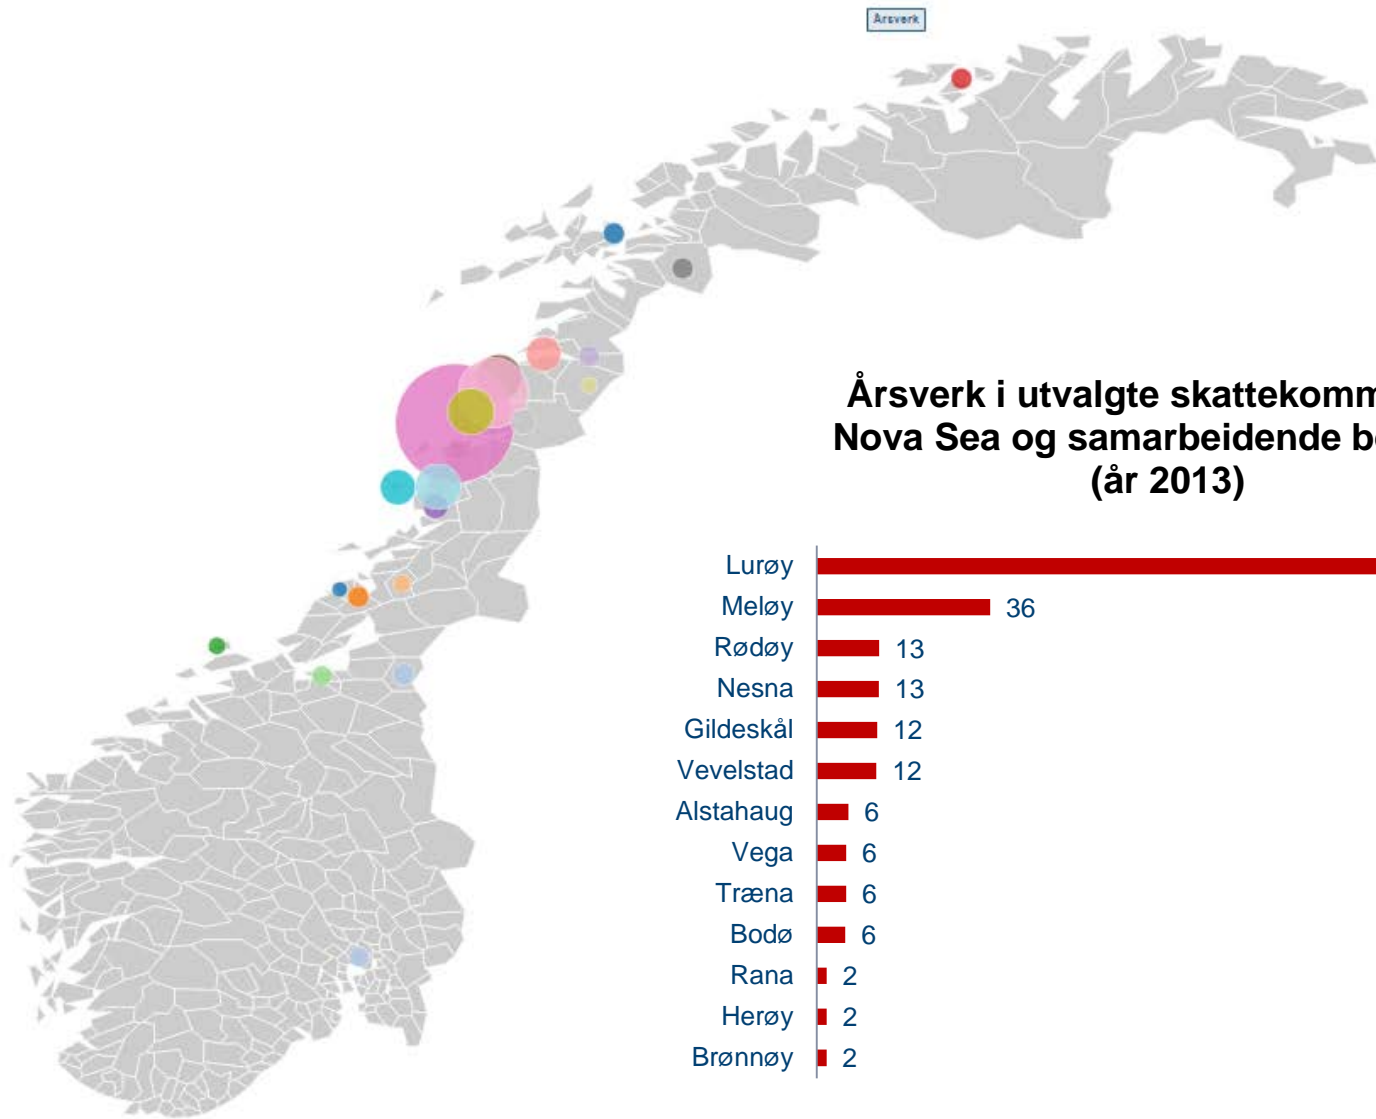 Årsverk
Årsverk i utvalgte skattekomm
Nova Sea og samarbeidende b
(år 2013)
Lurøy
Meløy 36
Rødøy 13
Nesna 13
Gildeskål 12
Vevelstad 12
Alstahaug 6
Vega 6
Træna 6
Bodø 6
Rana 2
Herøy 2
Brønnøy 2